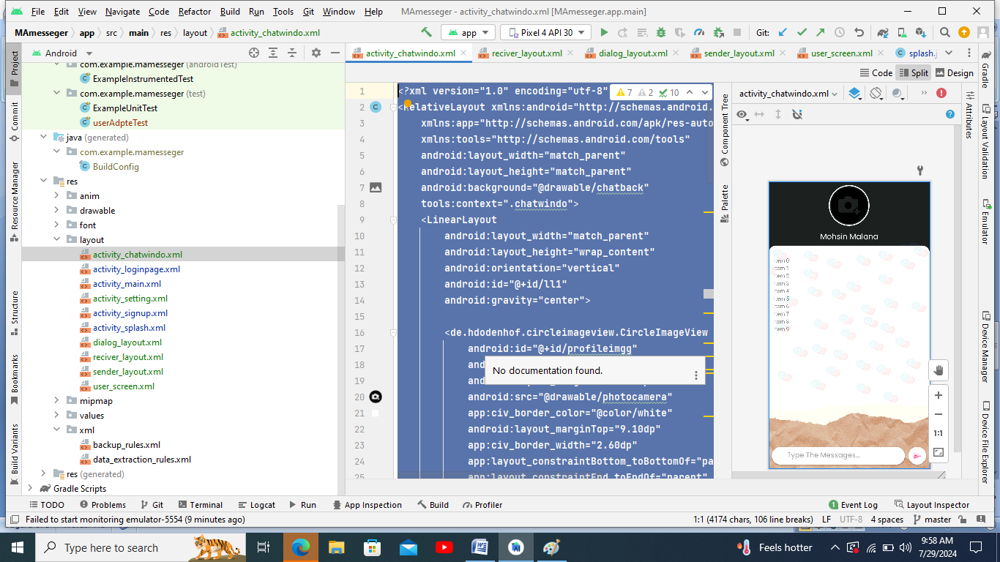 File Edit View Navigate Code Refactor Build Run Tools Git Window Help MAmesseger - activity_chatwindo.xml [MAmesseger.app.main]
MAmesseger app src main res layout activity_chatwindo.xml app Pixel 4 API 30 Git:
Android activity_chatwindo.xml reciver_layout.xml dialog_layout.xml sender_layout.xml user_screen.xml splash.j
Code Split Design
Project
Commit
Resource Manager
Structure
Bookmarks
Build Variants
com.example.mamesseger (androidTest)
ExampleInstrumentedTest
com.example.mamesseger (test)
ExampleUnitTest
userAdpteTest
java (generated)
com.example.mamesseger
BuildConfig
res
anim
drawable
font
layout
activity_chatwindo.xml
activity_loginpage.xml
activity_main.xml
activity_setting.xml
activity_signup.xml
activity_splash.xml
dialog_layout.xml
reciver_layout.xml
sender_layout.xml
user_screen.xml
mipmap
values
xml
backup_rules.xml
data_extraction_rules.xml
res (generated)
Gradle Scripts
1 <?xml version="1.0" encoding="utf-8" 7 2 10
2 <RelativeLayout xmlns:android="http://schemas.android.
3 xmlns:app="http://schemas.android.com/apk/res-auto
4 xmlns:tools="http://schemas.android.com/tools"
5 android:layout_width="match_parent"
6 android:layout_height="match_parent"
7 android:background="@drawable/chatback"
8 tools:context=".chatwindo">
9 <LinearLayout
10 android:layout_width="match_parent"
11 android:layout_height="wrap_content"
12 android:orientation="vertical"
13 android:id="@+id/ll1"
14 android:gravity="center">
15
16 <de.hdodenhof.circleimageview.CircleImageView
17 android:id="@+id/profileimgg"
18 and
19
No documentation found.
20 android:src="@drawable/photocamera"
21 app:civ_border_color="@color/white"
22 android:layout_marginTop="9.10dp"
23 app:civ_border_width="2.60dp"
24 app:layout_constraintBottom_toBottomOf="pa
25 app:layout_constraintEnd_toEndOf="parent"
Component Tree
Palette
activity_chatwindo.xml
Mohsin Malana
Item 0
Item 1
Item 2
Item 3
Item 4
Item 5
Item 6
Item 7
Item 8
Item 9
Type The Messages...
1:1
Attributes
Gradle
Layout Validation
Emulator
Device Manager
Device File Explorer
TODO Problems Git Terminal Logcat Run App Inspection Build Profiler 1 Event Log Layout Inspector
Failed to start monitoring emulator-5554 (9 minutes ago) 1:1 (4174 chars, 106 line breaks) LF UTF-8 4 spaces master
Type here to search Feels hotter 9:58 AM
7/29/2024